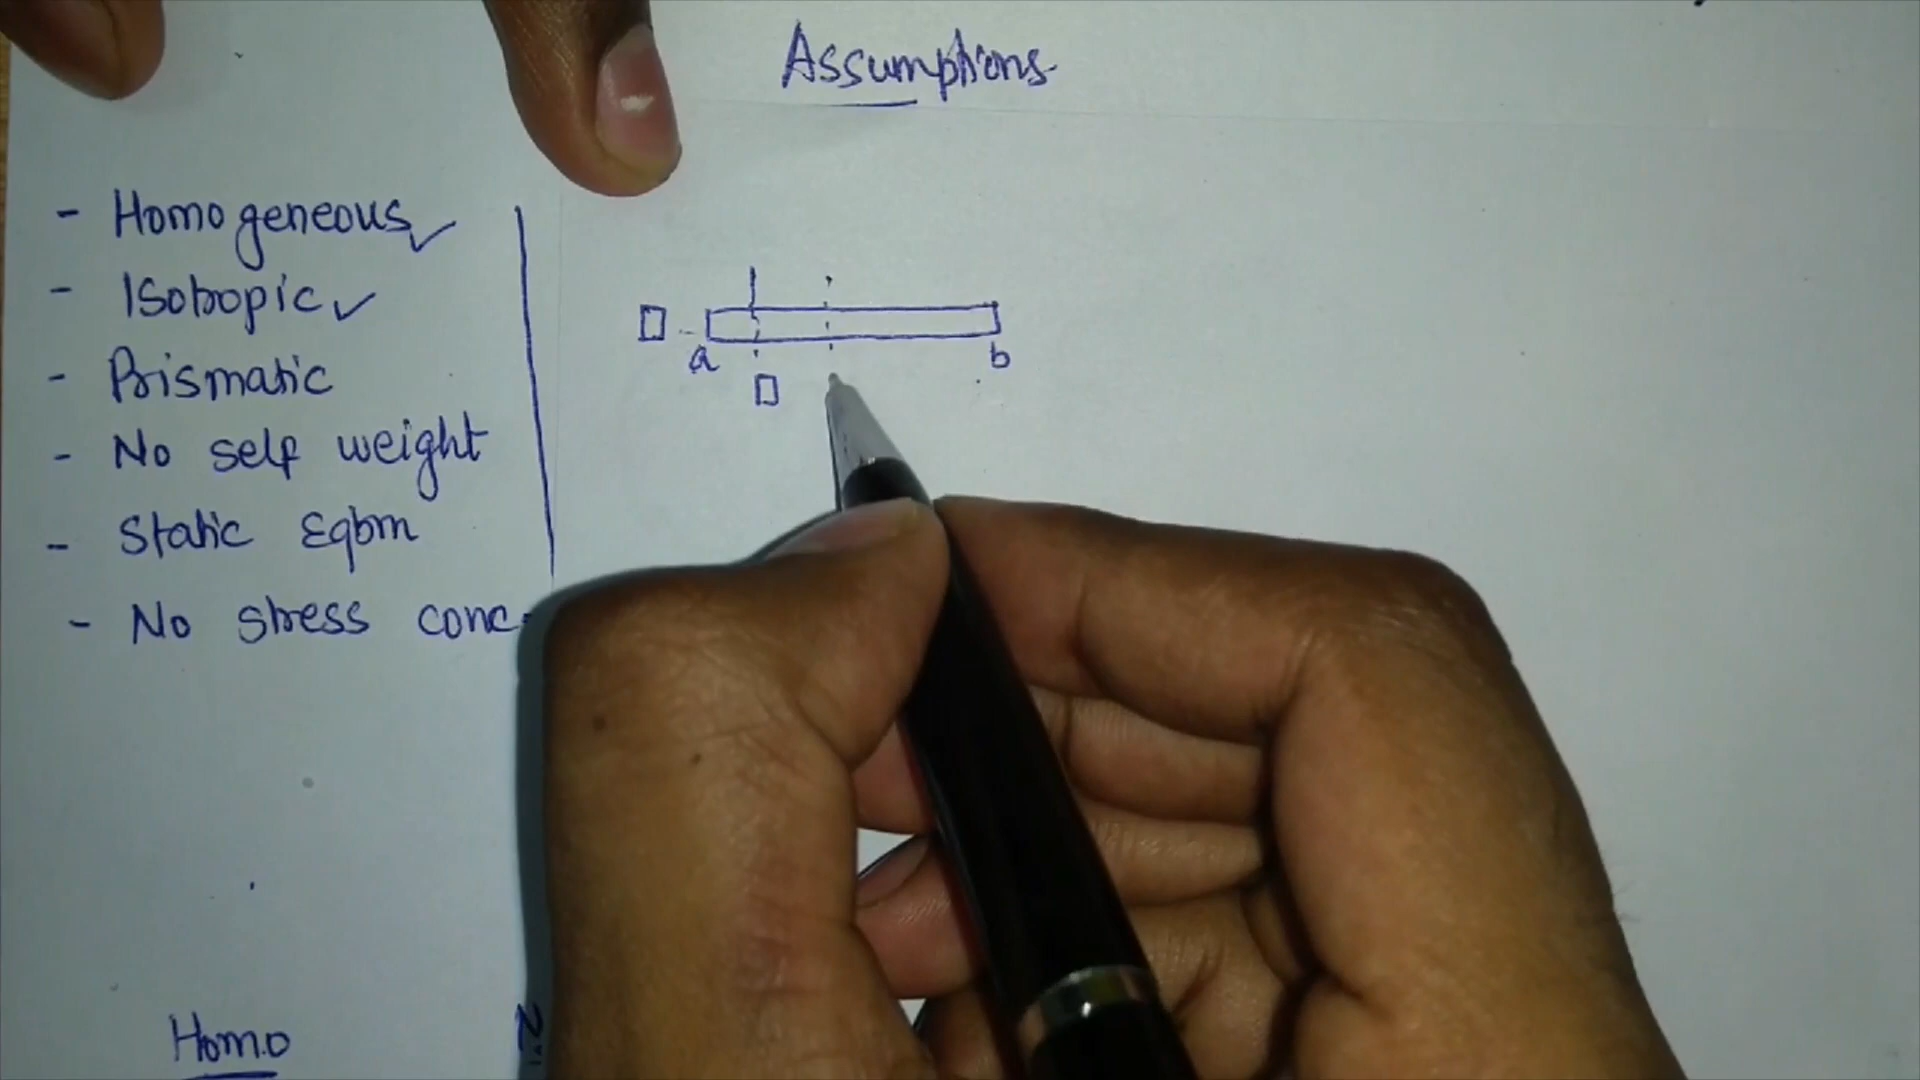 Assumptions
- Homogeneous ✓
- Isotropic ✓
- Prismatic
- No self weight
- Static Eqbm
- No stress conc.
a
b
Homo